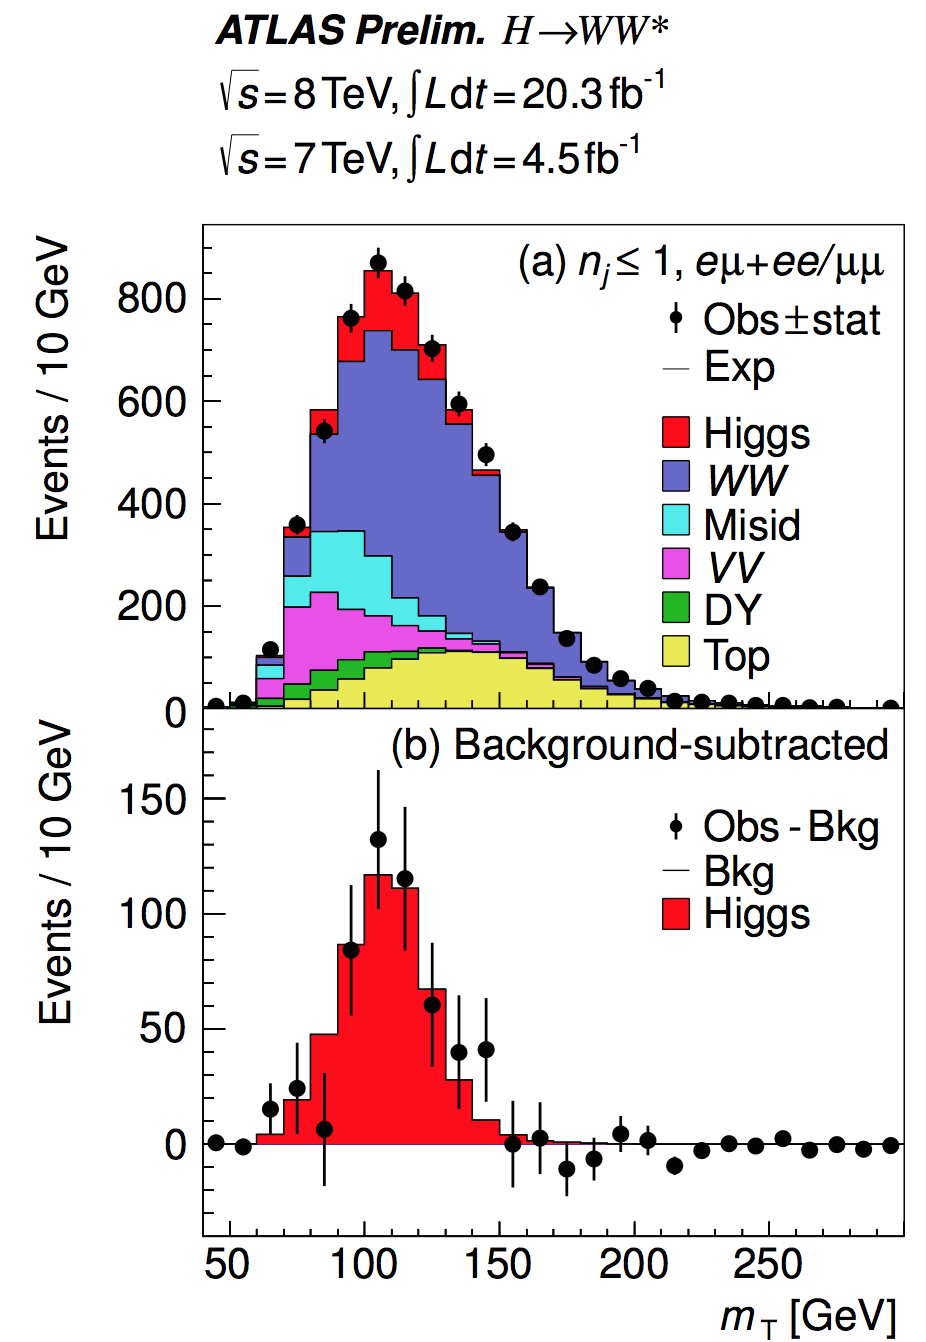 ATLAS Prelim. H→WW*
√s = 8 TeV, ∫Ldt = 20.3 fb⁻¹
√s = 7 TeV, ∫Ldt = 4.5 fb⁻¹
Events / 10 GeV
(a) nⱼ ≤ 1, eμ+ee/μμ
Obs ± stat
Exp
Higgs
WW
Misid
VV
DY
Top
800
600
400
200
0
Events / 10 GeV
(b) Background-subtracted
Obs - Bkg
Bkg
Higgs
150
100
50
0
50 100 150 200 250
m_T [GeV]